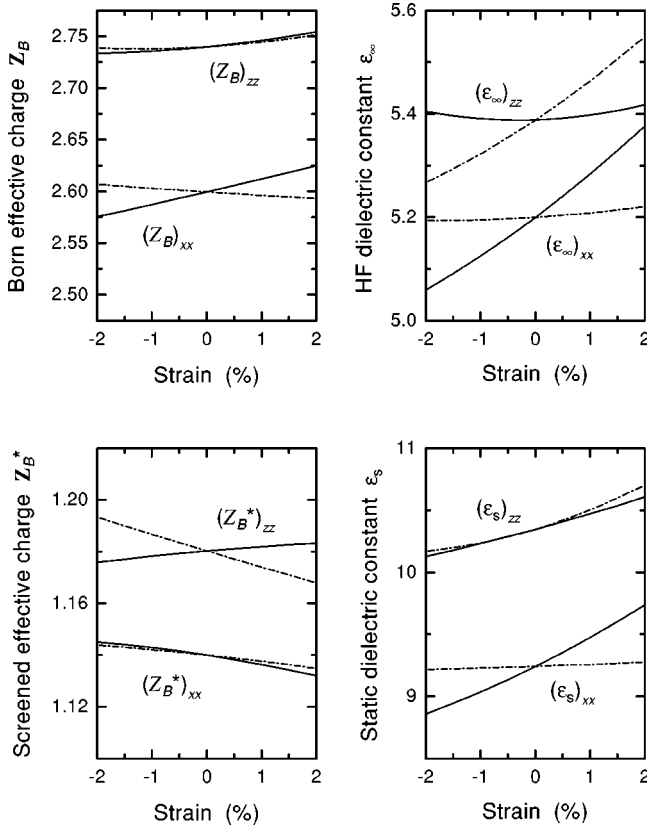 Born effective charge Z_B
2.75
2.70
2.65
2.60
2.55
2.50
(Z_B)_zz
(Z_B)_xx
-2 -1 0 1 2
Strain (%)
HF dielectric constant ε_∞
5.6
5.4
5.2
5.0
(ε_∞)_zz
(ε_∞)_xx
-2 -1 0 1 2
Strain (%)
Screened effective charge Z_B*
1.20
1.16
1.12
(Z_B*)_zz
(Z_B*)_xx
-2 -1 0 1 2
Strain (%)
Static dielectric constant ε_s
11
10
9
(ε_s)_zz
(ε_s)_xx
-2 -1 0 1 2
Strain (%)